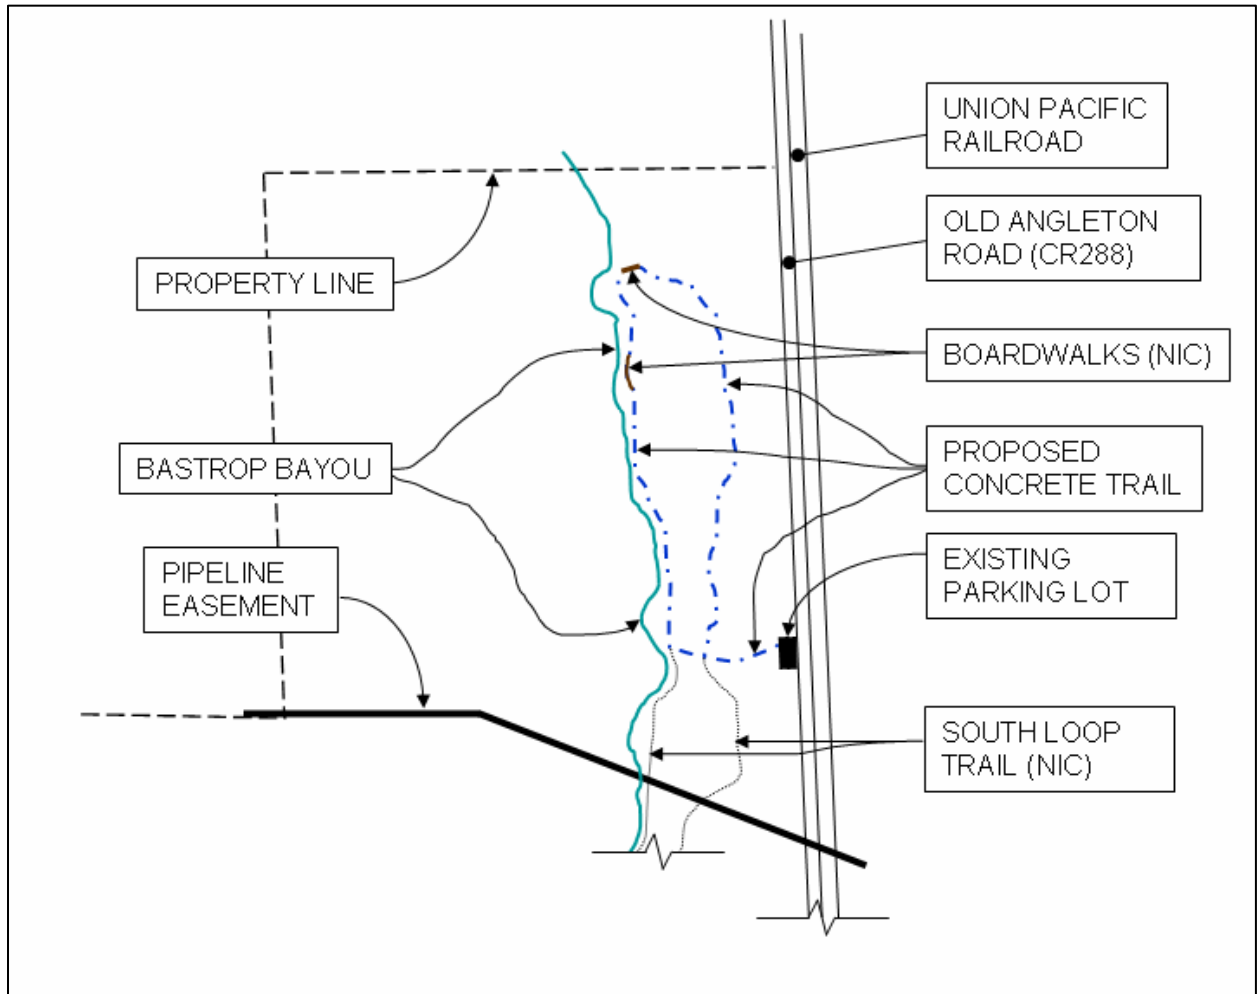 UNION PACIFIC
RAILROAD
OLD ANGLETON
ROAD (CR288)
PROPERTY LINE
BOARDWALKS (NIC)
BASTROP BAYOU
PROPOSED
CONCRETE TRAIL
PIPELINE
EASEMENT
EXISTING
PARKING LOT
SOUTH LOOP
TRAIL (NIC)